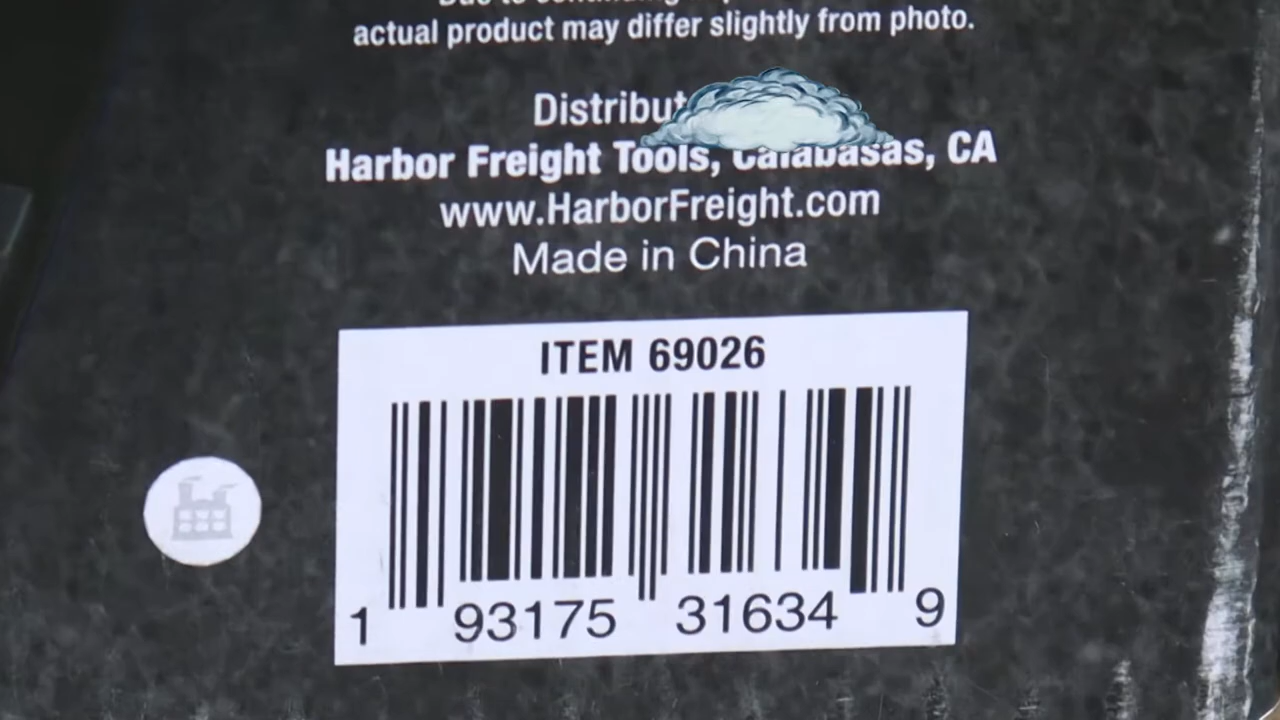 actual product may differ slightly from photo.
Harbor Freight Tools, Calabasas, CA
www.HarborFreight.com
Made in China
ITEM 69026
1 93175 31634 9